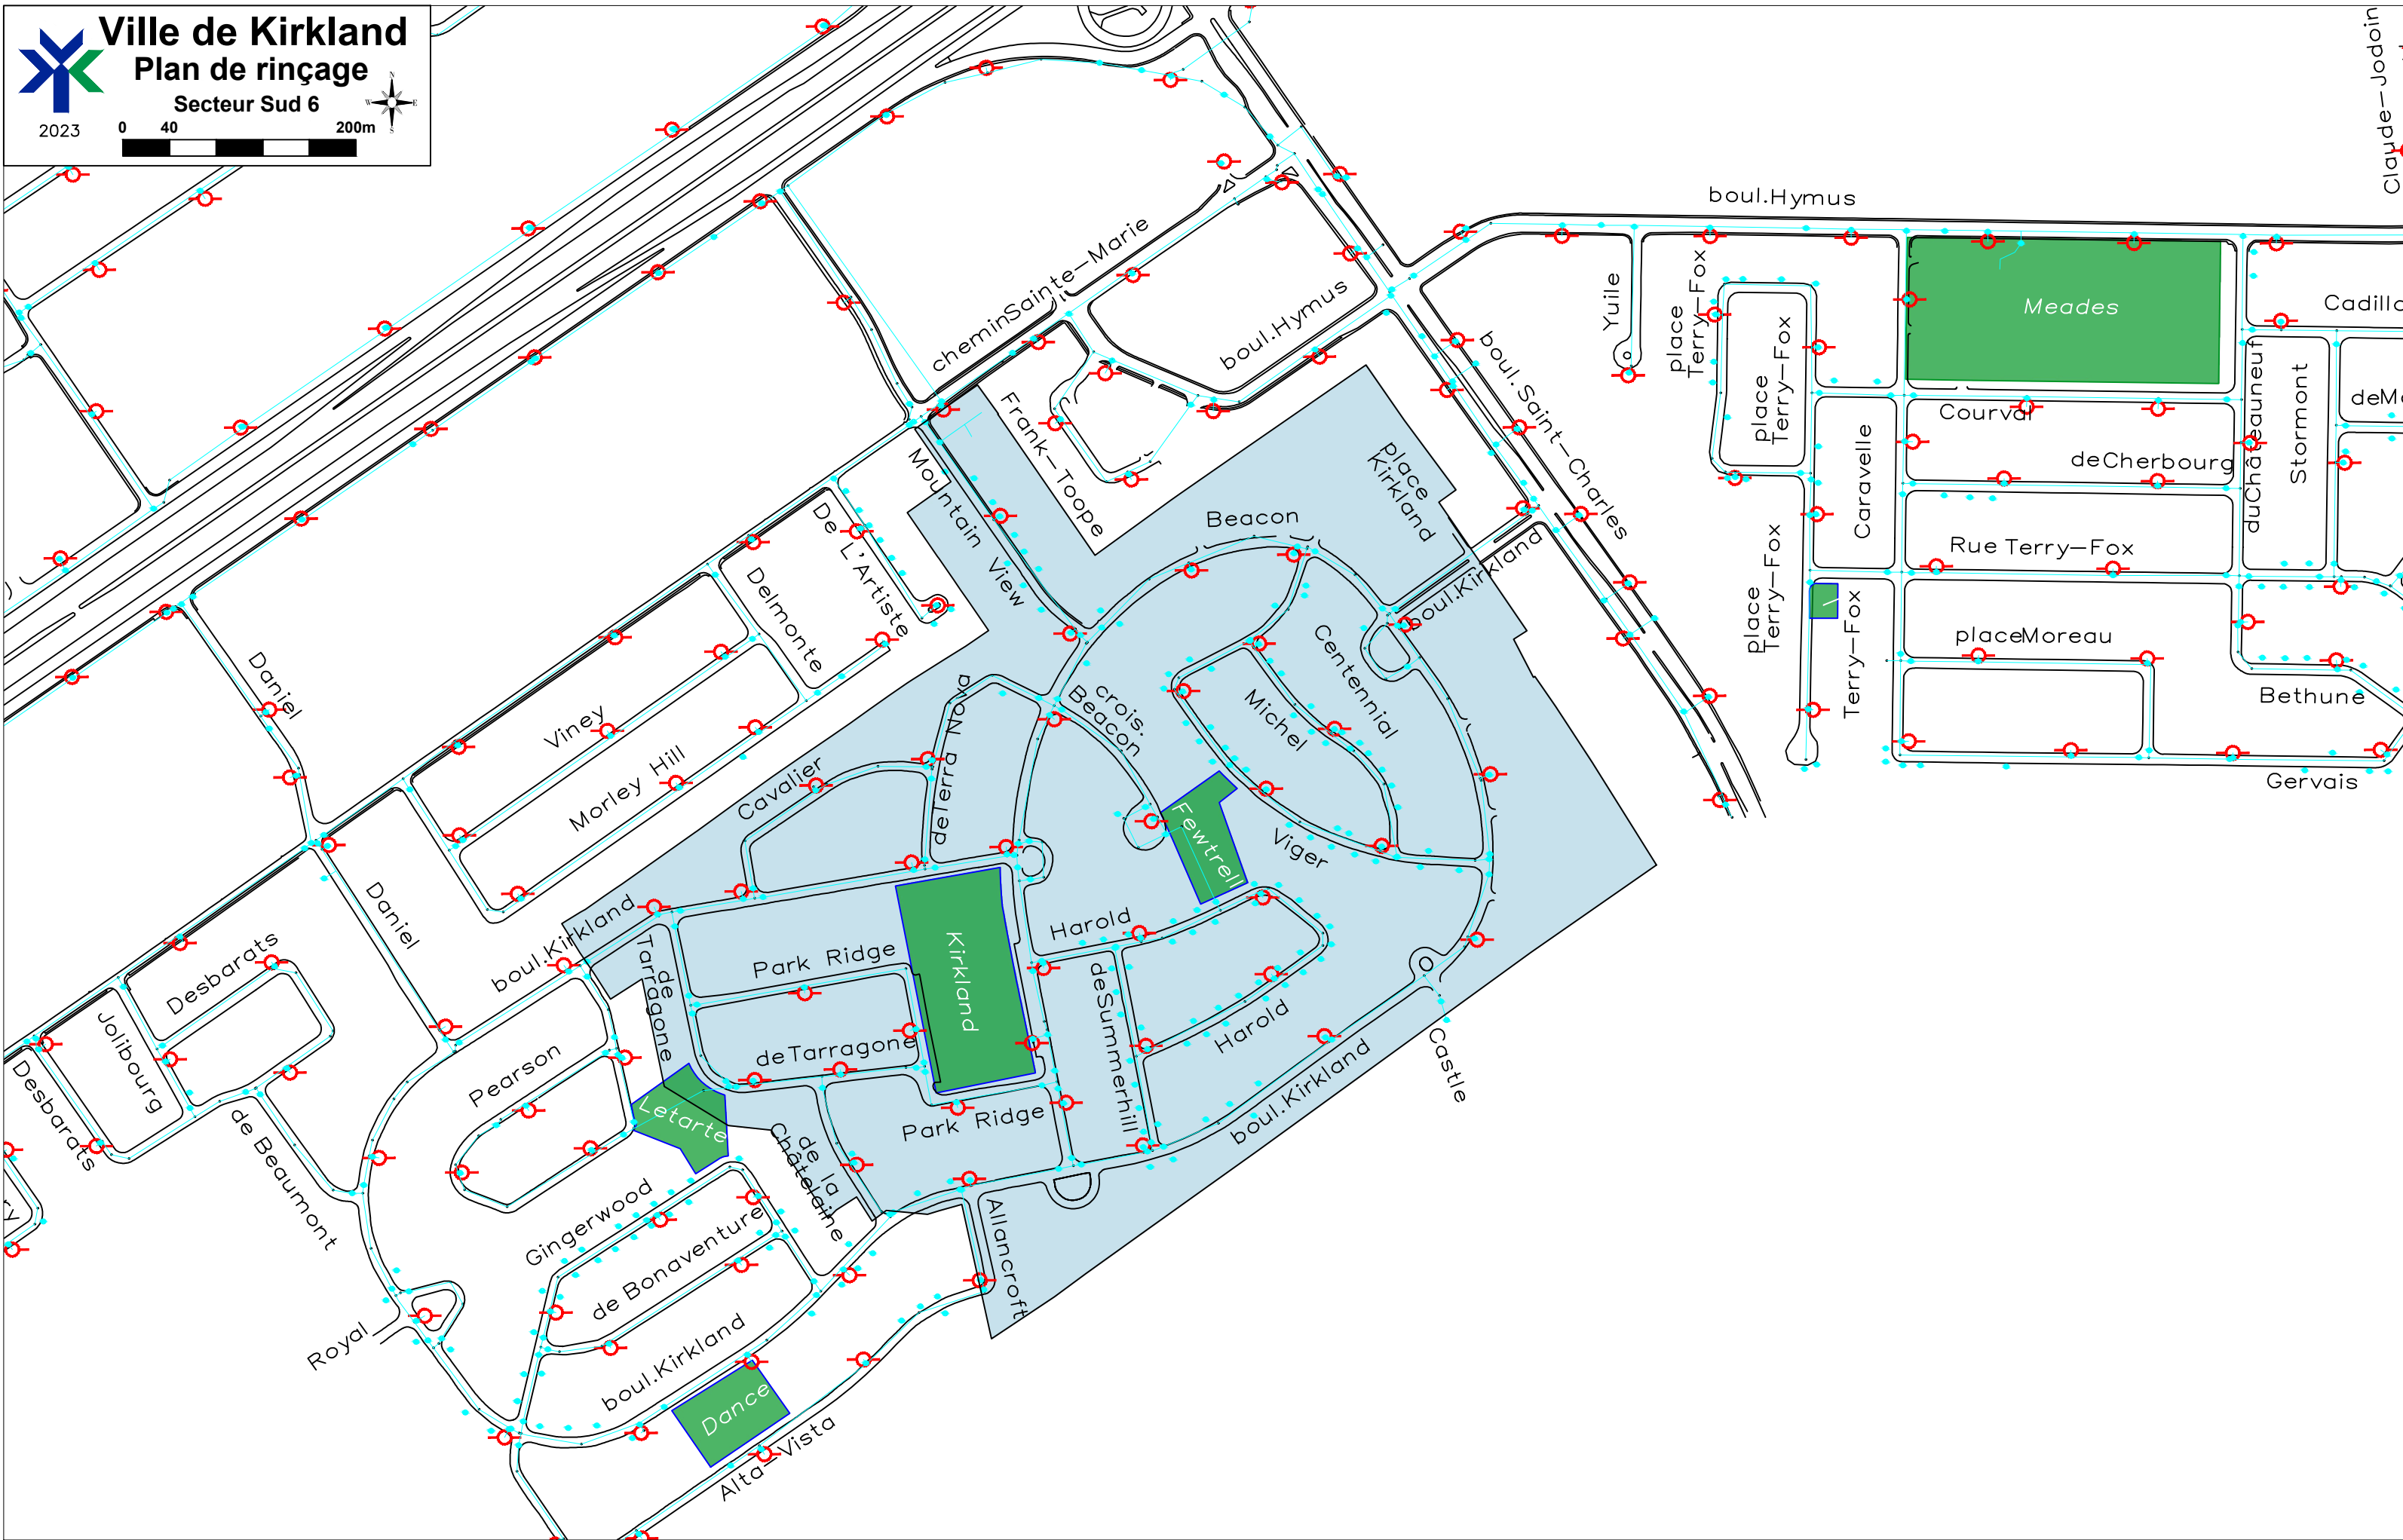 Ville de Kirkland
Plan de rinçage
Secteur Sud 6
2023
0 40 200m
N
W E
S
Claude-Jodoin
boul.Hymus
cheminSainte-Marie
boul.Hymus
Yuile
place
Terry-Fox
place
Terry-Fox
Meades
Courval
Cadilla
deMo
duChâteauneuf
Stormont
deCherbourg
Caravelle
Rue Terry-Fox
place
Terry-Fox
Terry-Fox
placeMoreau
Bethune
Gervais
boul.Saint-Charles
place
Kirkland
boul.Kirkland
Frank-Toope
Mountain View
Beacon
De L'Artiste
Delmonte
Daniel
Viney
Morley Hill
Cavalier
deTerra Nova
crois.
Beacon
Centennial
Michel
Viger
Fewtrell
Daniel
boul.Kirkland
Desbarats
Jolibourg
Desbarats
de Beaumont
Pearson
de
Tarragone
Park Ridge
Kirkland
deTarragone
Park Ridge
Harold
deSummerhill
Harold
boul.Kirkland
Castle
Letarte
de la
Châtelaine
Allancroft
Gingerwood
de Bonaventure
boul.Kirkland
Royal
Dance
Alta-Vista
ry